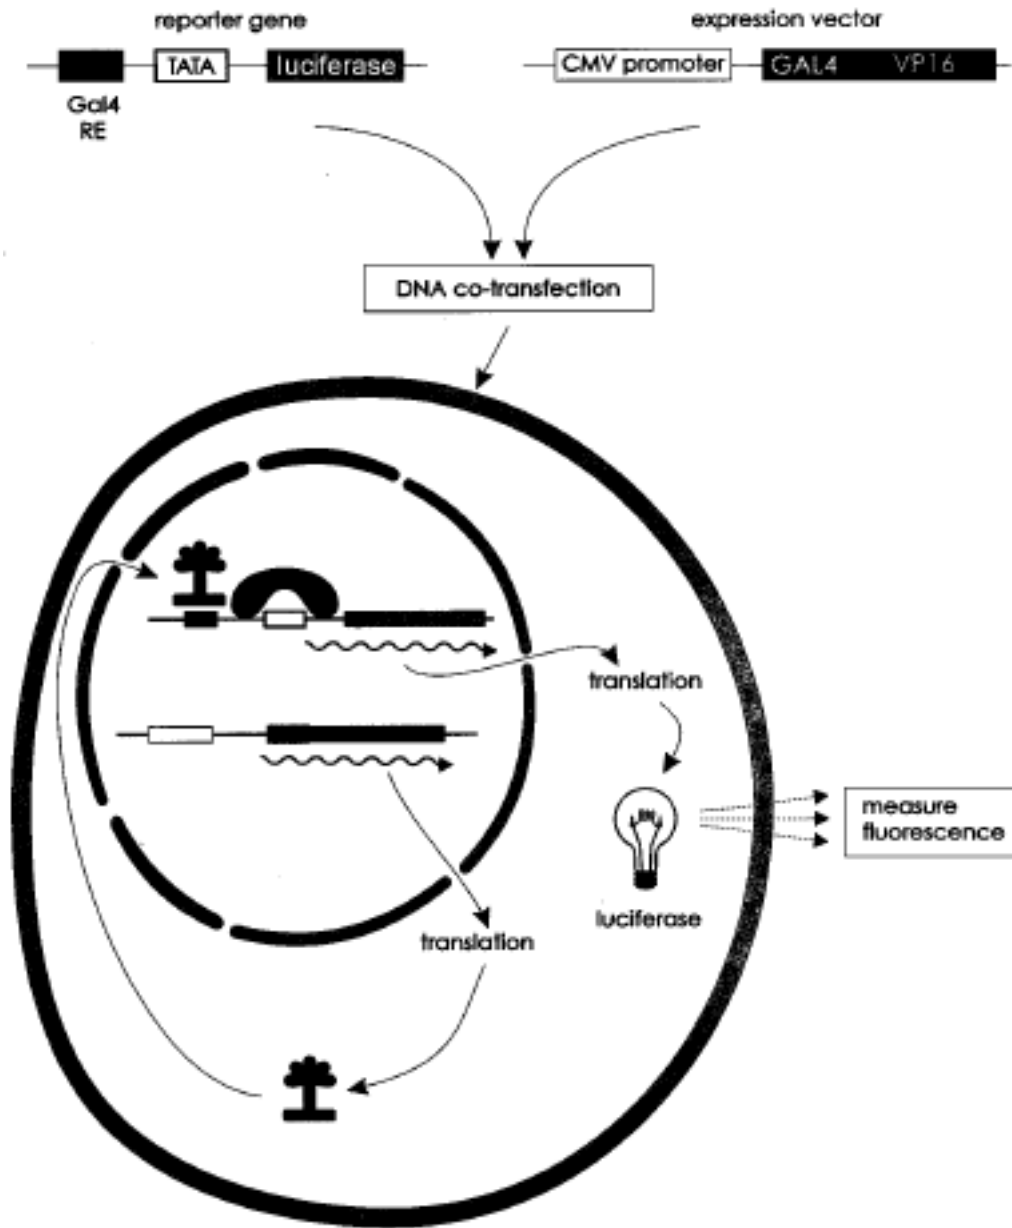 reporter gene
expression vector
TATA
luciferase
CMV promoter
GAL4
VP16
Gal4
RE
DNA co-transfection
translation
measure
fluorescence
luciferase
translation